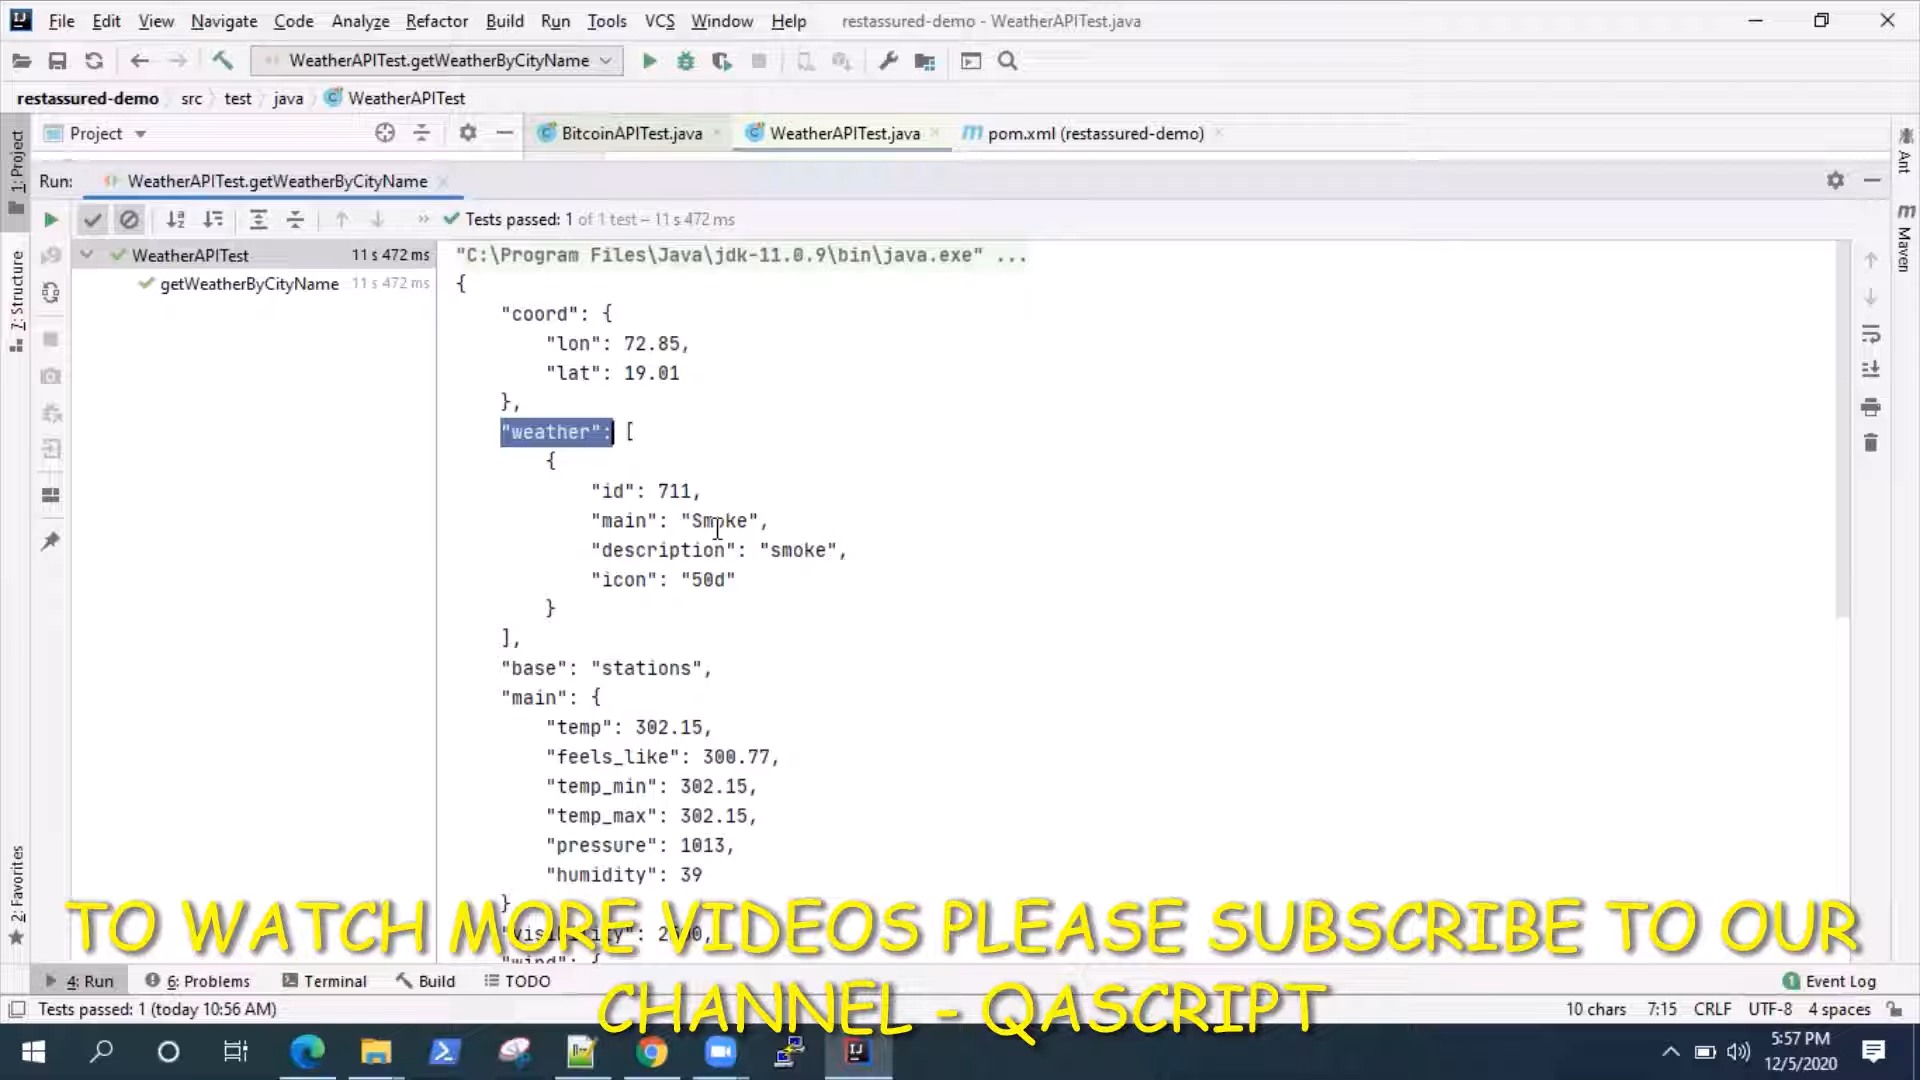 File Edit View Navigate Code Analyze Refactor Build Run Tools VCS Window Help restassured-demo - WeatherAPITest.java
WeatherAPITest.getWeatherByCityName
restassured-demo src test java WeatherAPITest
Project BitcoinAPITest.java WeatherAPITest.java pom.xml (restassured-demo)
1: Project
7: Structure
2: Favorites
Ant
Maven
Run: WeatherAPITest.getWeatherByCityName
Tests passed: 1 of 1 test – 11 s 472 ms
WeatherAPITest 11 s 472 ms
getWeatherByCityName 11 s 472 ms
"C:\Program Files\Java\jdk-11.0.9\bin\java.exe" ...
{
"coord": {
"lon": 72.85,
"lat": 19.01
},
"weather": [
{
"id": 711,
"main": "Smoke",
"description": "smoke",
"icon": "50d"
}
],
"base": "stations",
"main": {
"temp": 302.15,
"feels_like": 300.77,
"temp_min": 302.15,
"temp_max": 302.15,
"pressure": 1013,
"humidity": 39
}
"wind": {
TO WATCH MORE VIDEOS PLEASE SUBSCRIBE TO OUR
CHANNEL - QASCRIPT
4: Run 6: Problems Terminal Build TODO Event Log
Tests passed: 1 (today 10:56 AM) 10 chars 7:15 CRLF UTF-8 4 spaces
5:57 PM
12/5/2020